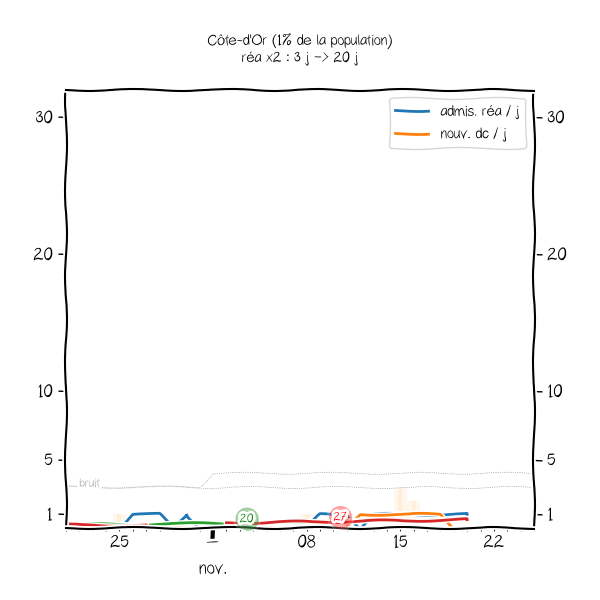 Côte-d'Or (1% de la population)
réa x2 : 3 j -> 20 j
admis. réa / j
nouv. dc / j
30
30
20
20
10
10
5
5
bruit
1
1
20
27
25
1
08
15
22
nov.